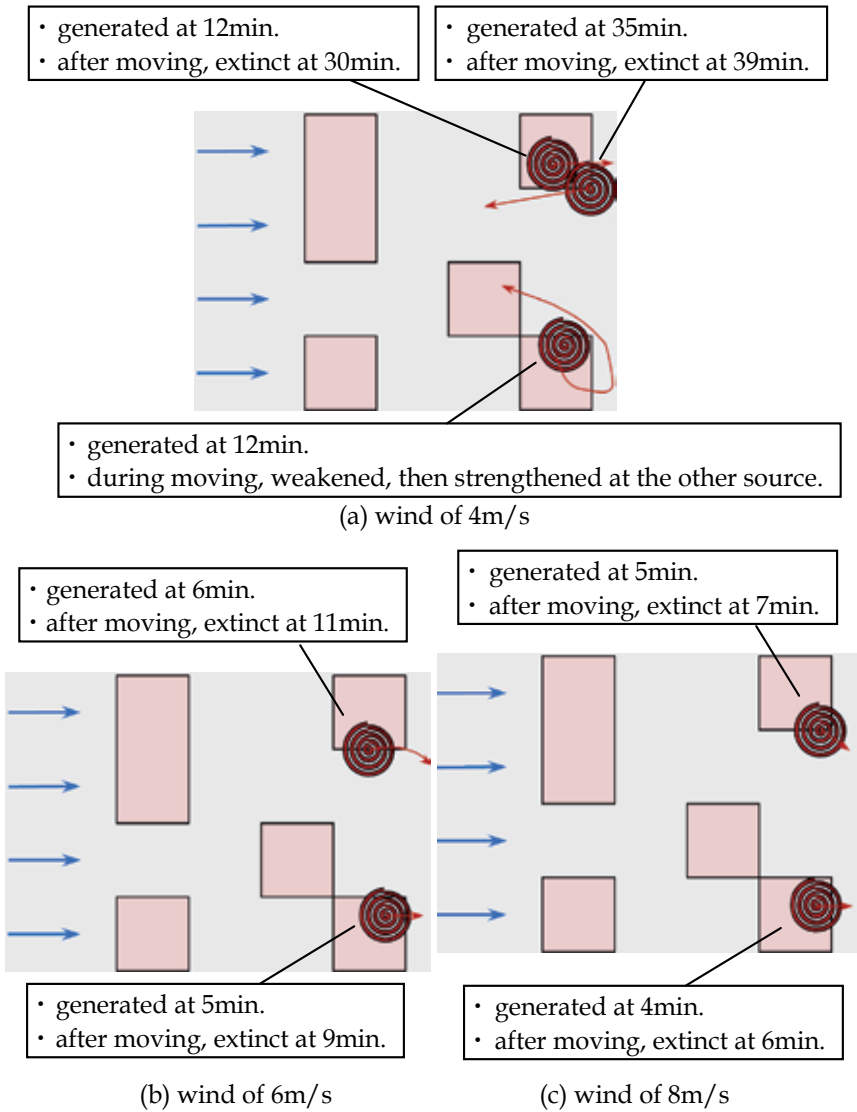 ・ generated at 12min.
・ after moving, extinct at 30min.
・ generated at 35min.
・ after moving, extinct at 39min.
・ generated at 12min.
・ during moving, weakened, then strengthened at the other source.
(a) wind of 4m/s
・ generated at 6min.
・ after moving, extinct at 11min.
・ generated at 5min.
・ after moving, extinct at 7min.
・ generated at 5min.
・ after moving, extinct at 9min.
・ generated at 4min.
・ after moving, extinct at 6min.
(b) wind of 6m/s
(c) wind of 8m/s